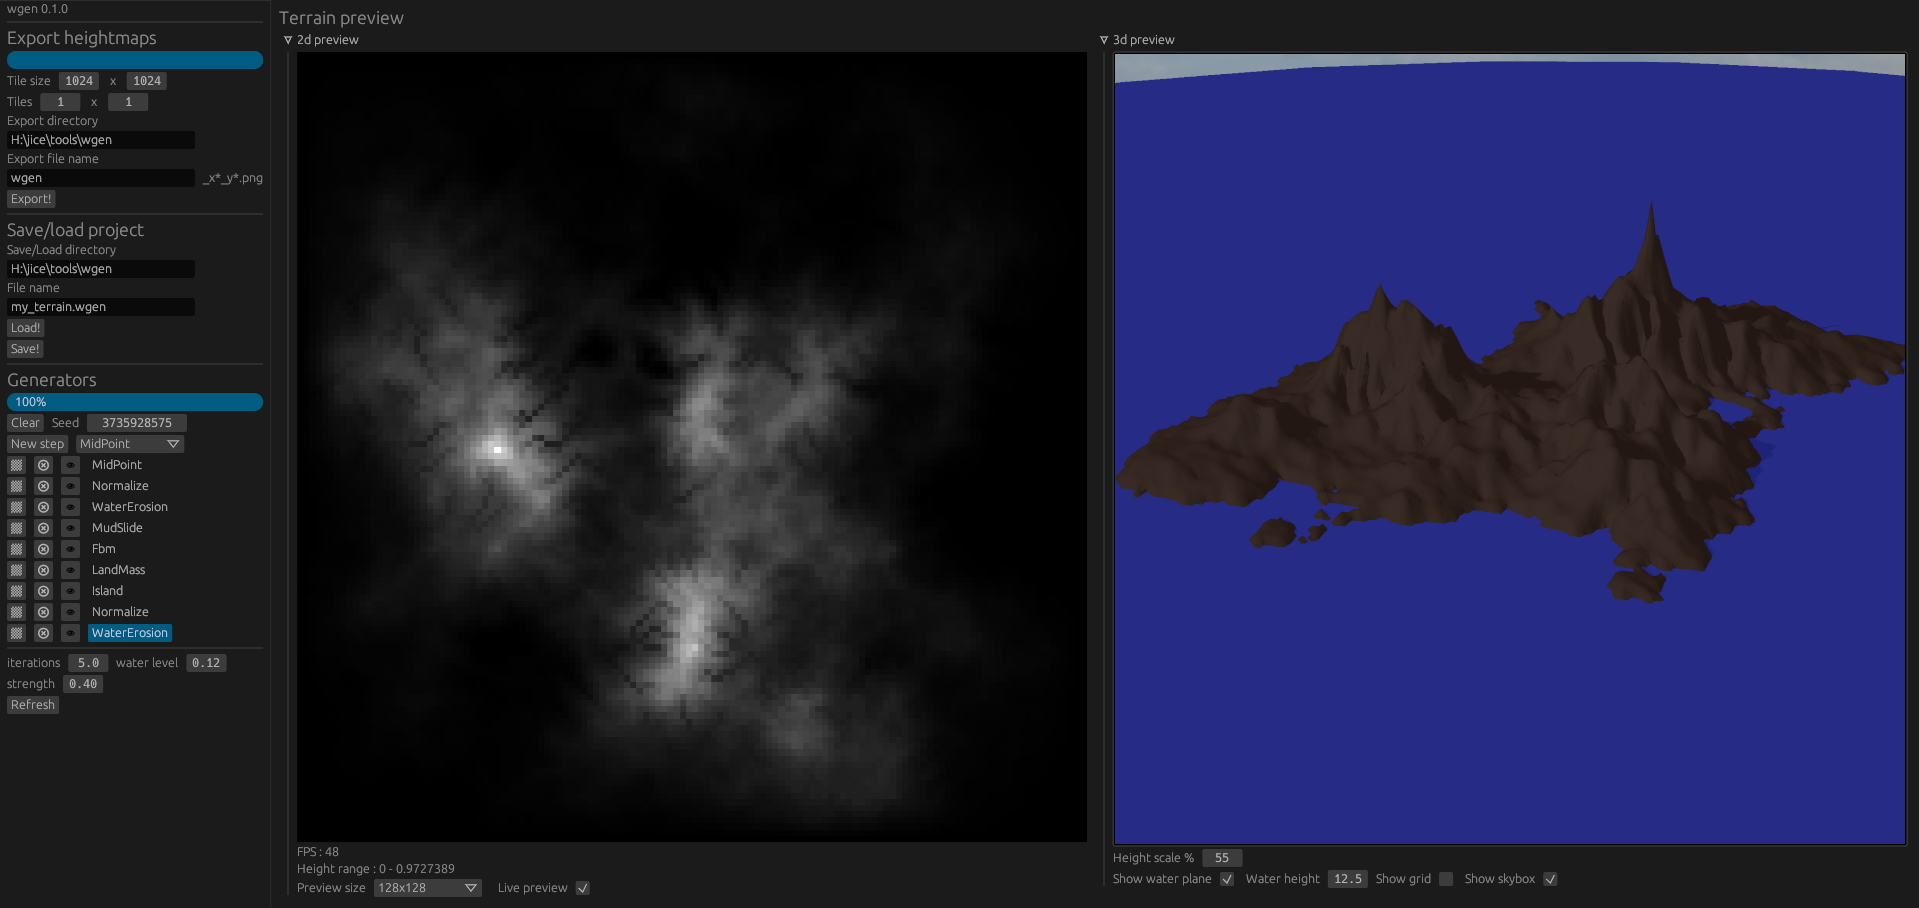 wgen 0.1.0
Export heightmaps
Tile size 1024 x 1024
Tiles 1 x 1
Export directory
H:\jice\tools\wgen
Export file name
wgen _x*_y*.png
Export!
Save/load project
Save/Load directory
H:\jice\tools\wgen
File name
my_terrain.wgen
Load!
Save!
Generators
100%
Clear Seed 3735928575
New step MidPoint
MidPoint
Normalize
WaterErosion
MudSlide
Fbm
LandMass
Island
Normalize
WaterErosion
iterations 5.0 water level 0.12
strength 0.40
Refresh
Terrain preview
2d preview
FPS : 48
Height range : 0 - 0.9727389
Preview size 128x128 Live preview
3d preview
Height scale % 55
Show water plane Water height 12.5 Show grid Show skybox